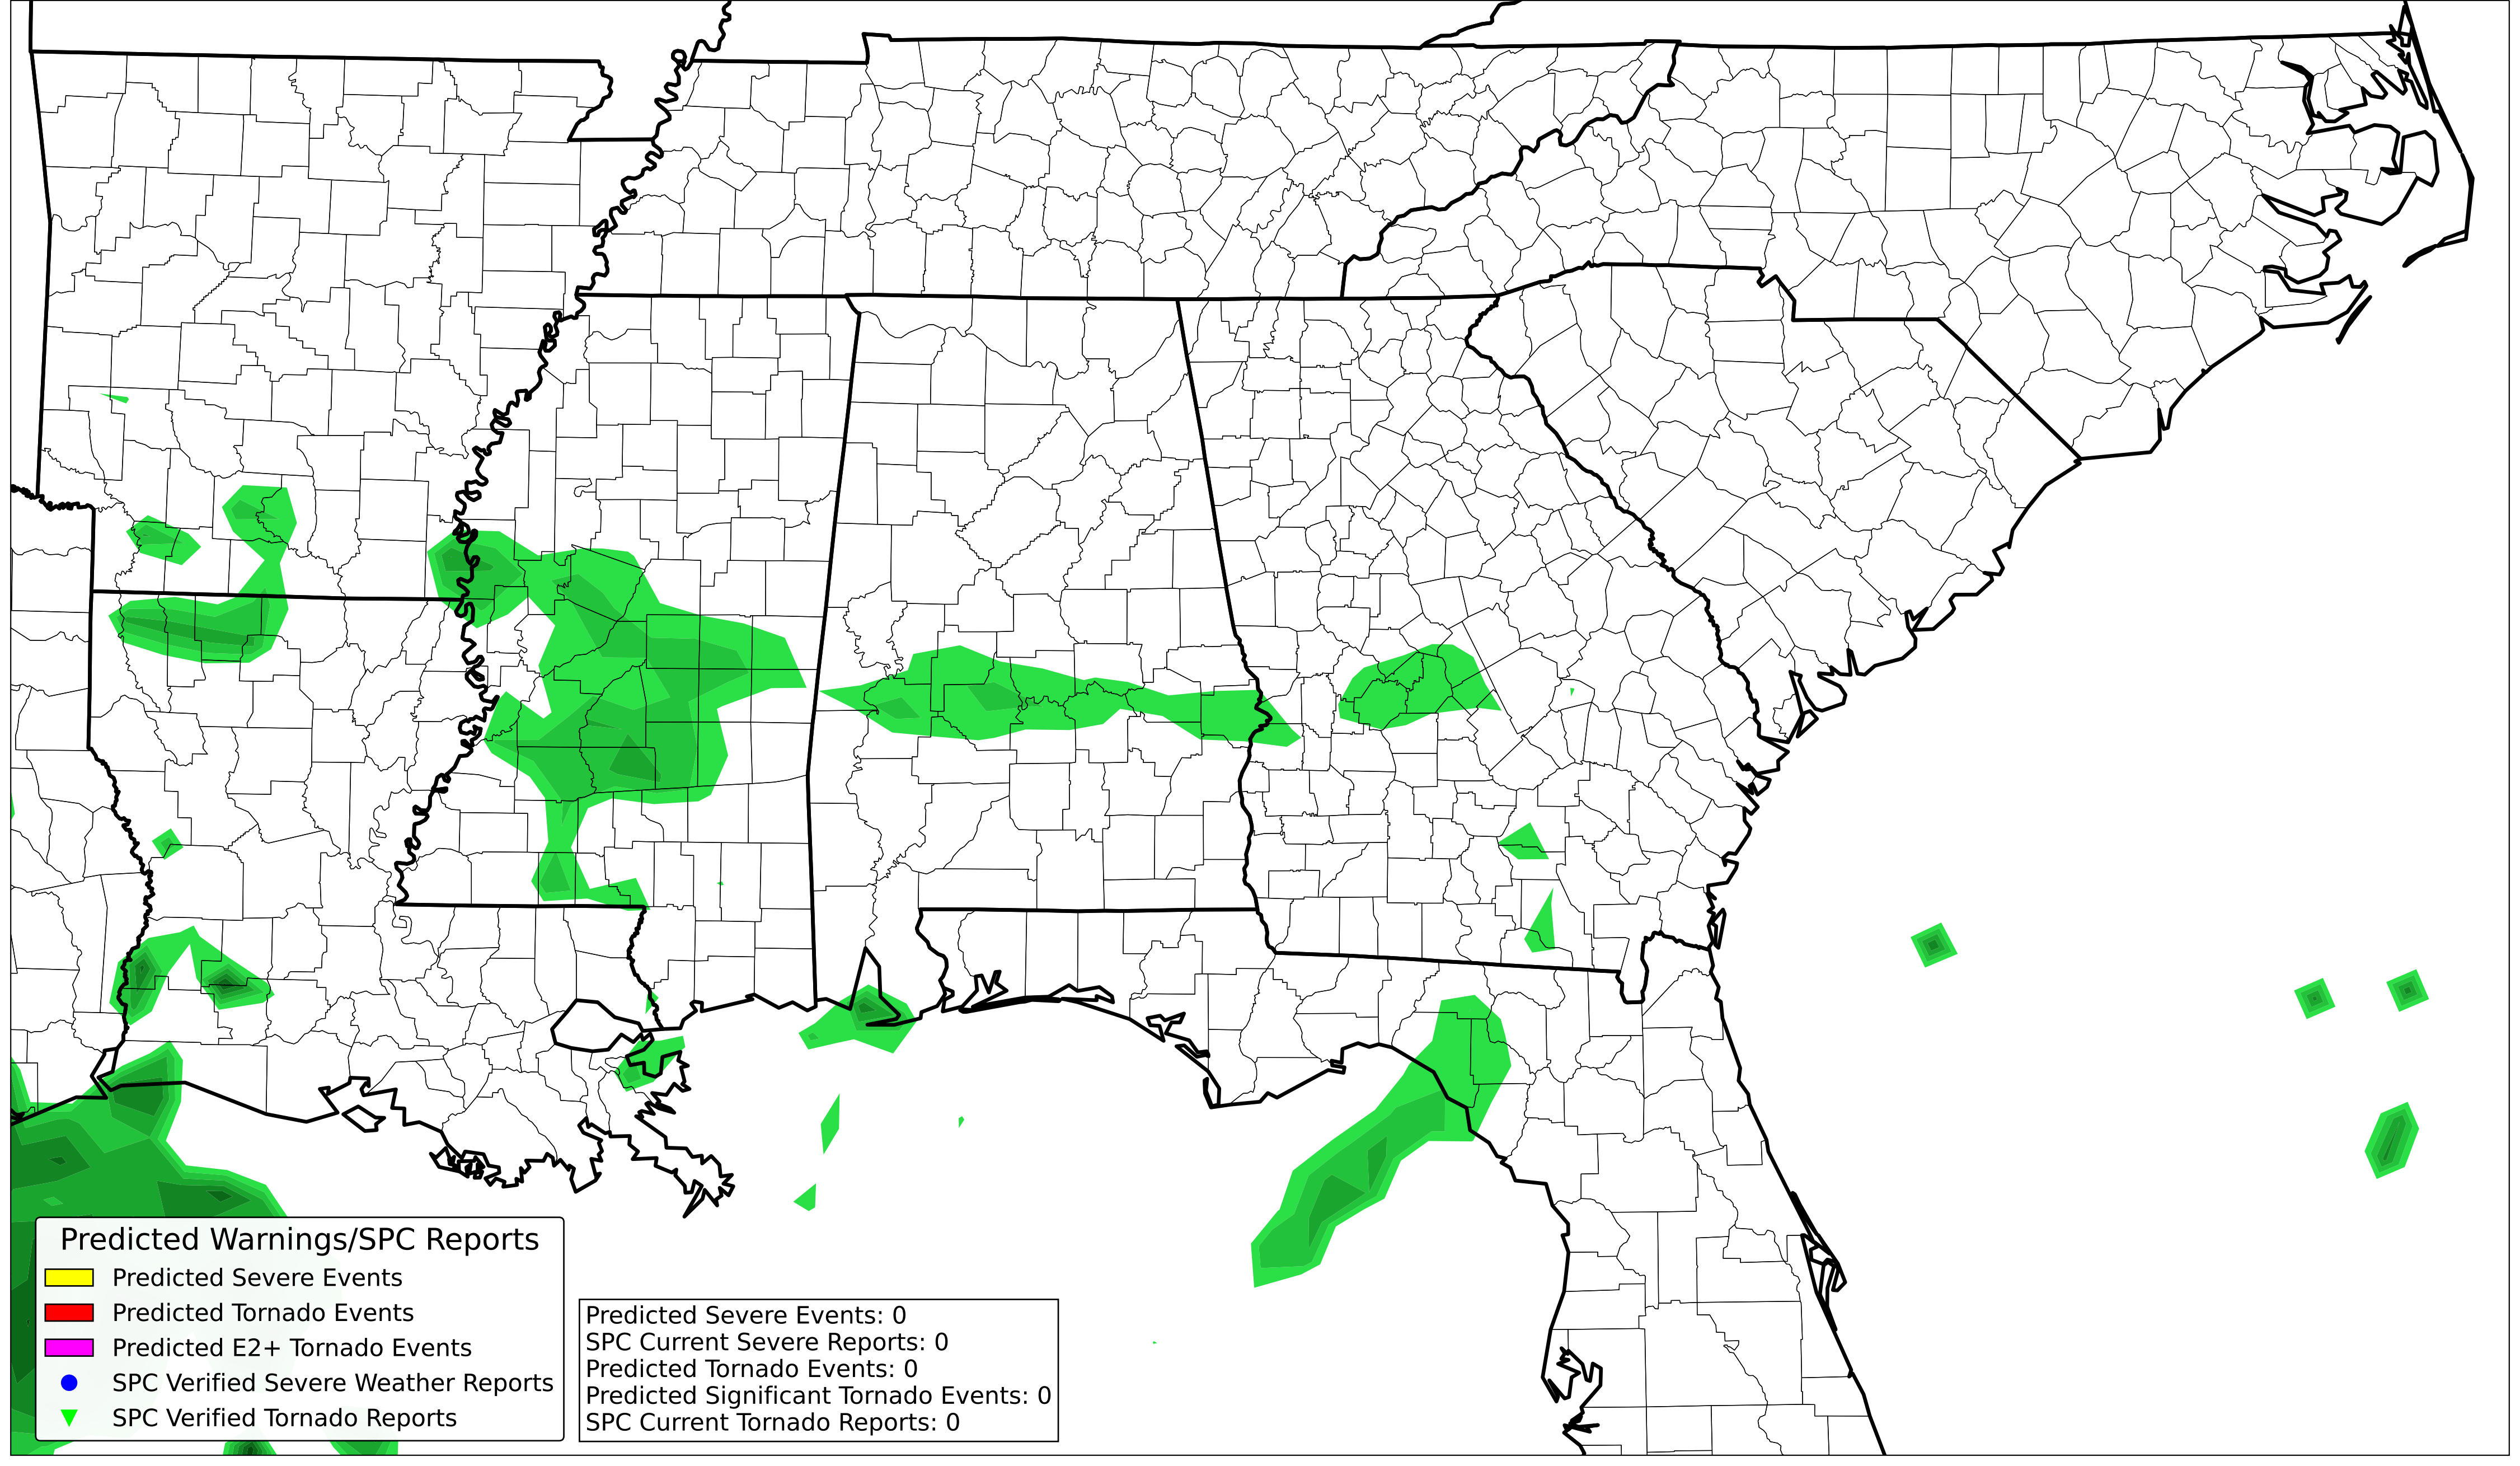 Predicted Warnings/SPC Reports
Predicted Severe Events
Predicted Tornado Events
Predicted E2+ Tornado Events
SPC Verified Severe Weather Reports
SPC Verified Tornado Reports
Predicted Severe Events: 0
SPC Current Severe Reports: 0
Predicted Tornado Events: 0
Predicted Significant Tornado Events: 0
SPC Current Tornado Reports: 0